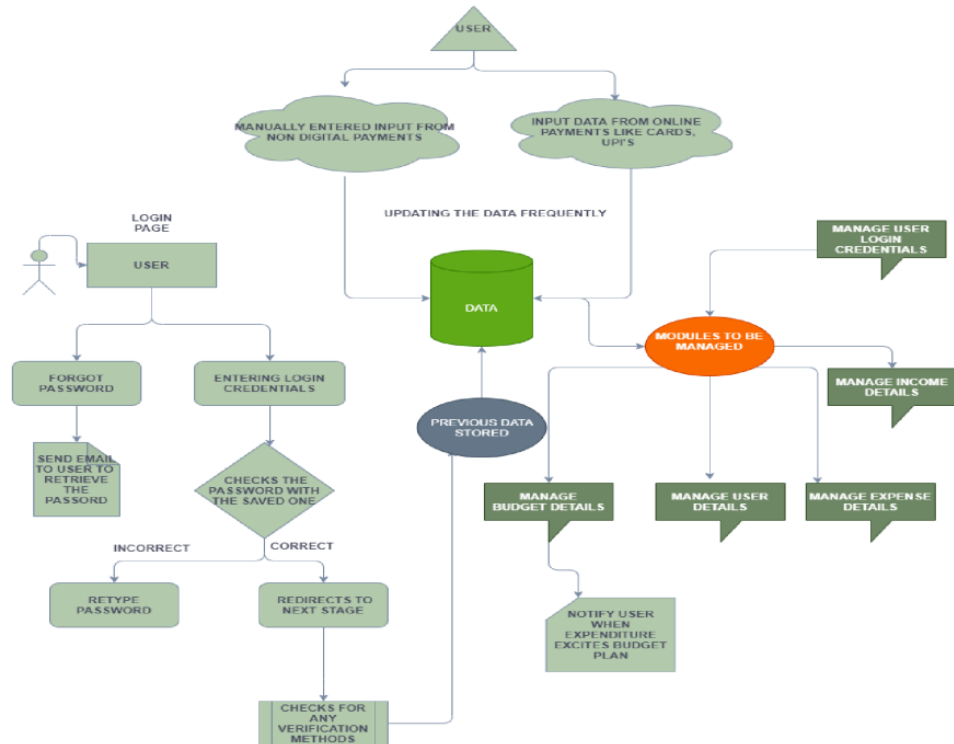 USER
MANUALLY ENTERED INPUT FROM
NON DIGITAL PAYMENTS
INPUT DATA FROM ONLINE
PAYMENTS LIKE CARDS,
UPI'S
UPDATING THE DATA FREQUENTLY
LOGIN
PAGE
USER
MANAGE USER
LOGIN
CREDENTIALS
DATA
MODULES TO BE
MANAGED
FORGOT
PASSWORD
ENTERING LOGIN
CREDENTIALS
MANAGE INCOME
DETAILS
PREVIOUS DATA
STORED
SEND EMAIL
TO USER TO
RETRIEVE
THE
PASSORD
CHECKS THE
PASSWORD WITH
THE SAVED ONE
MANAGE
BUDGET DETAILS
MANAGE USER
DETAILS
MANAGE EXPENSE
DETAILS
INCORRECT
CORRECT
RETYPE
PASSWORD
REDIRECTS TO
NEXT STAGE
NOTIFY USER
WHEN
EXPENDITURE
EXCITES BUDGET
PLAN
CHECKS FOR
ANY
VERIFICATION
METHODS